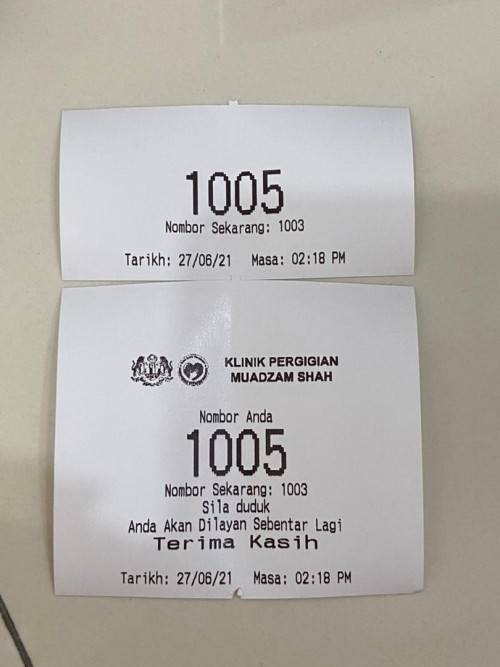 1005
Nombor Sekarang: 1003
Tarikh: 27/06/21 Masa: 02:18 PM
KLINIK PERGIGIAN
MUADZAM SHAH
Nombor Anda
1005
Nombor Sekarang: 1003
Sila duduk
Anda Akan Dilayan Sebentar Lagi
Terima Kasih
Tarikh: 27/06/21 Masa: 02:18 PM